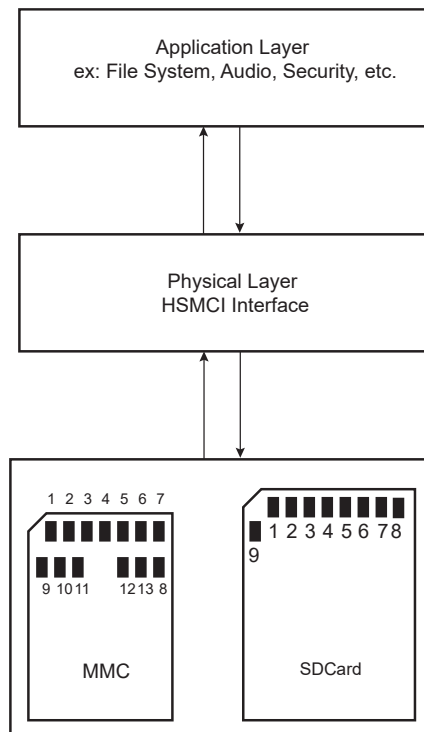 Application Layer
ex: File System, Audio, Security, etc.
Physical Layer
HSMCI Interface
1 2 3 4 5 6 7
9 10 11 12 13 8
MMC
1 2 3 4 5 6 7 8
9
SDCard